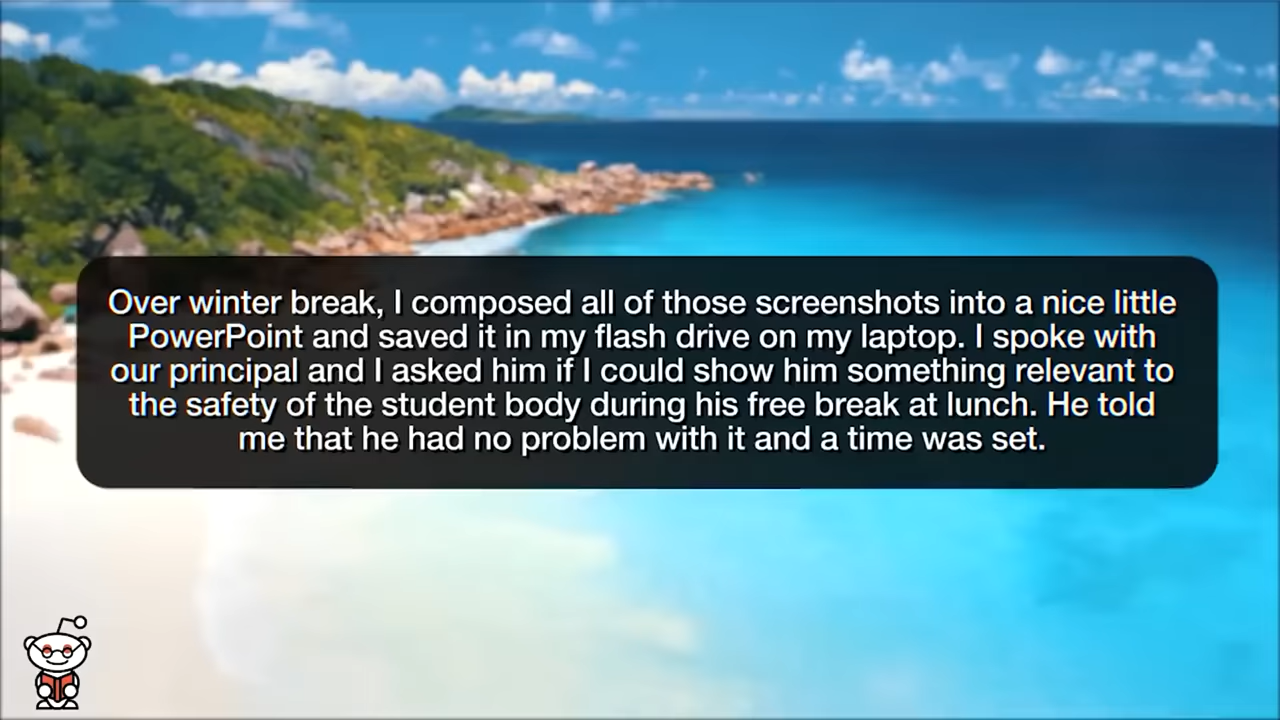 Over winter break, I composed all of those screenshots into a nice little
PowerPoint and saved it in my flash drive on my laptop. I spoke with
our principal and I asked him if I could show him something relevant to
the safety of the student body during his free break at lunch. He told
me that he had no problem with it and a time was set.